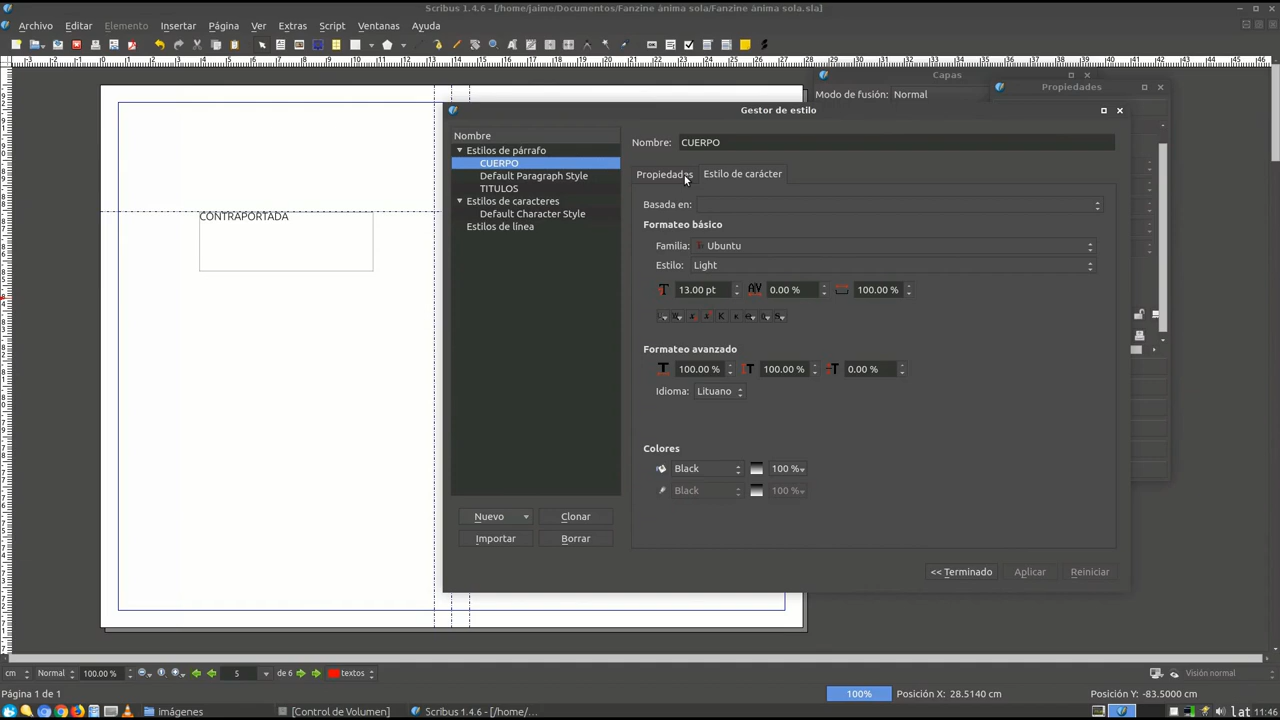 Scribus 1.4.6 - [/home/jaime/Documentos/Fanzine ànima sola/Fanzine ànima sola.sla]
Archivo Editar Elemento Insertar Página Ver Extras Script Ventanas Ayuda
Capas
Modo de fusión: Normal
Propiedades
Gestor de estilo
Nombre
Estilos de párrafo
CUERPO
Default Paragraph Style
TITULOS
Estilos de caracteres
Default Character Style
Estilos de línea
Nuevo Clonar
Importar Borrar
Nombre: CUERPO
Propiedades Estilo de carácter
Basada en:
Formateo básico
Familia: Ubuntu
Estilo: Light
13.00 pt 0.00 % 100.00 %
Formateo avanzado
100.00 % 100.00 % 0.00 %
Idioma: Lituano
Colores
Black 100 %
Black 100 %
<< Terminado Aplicar Reiniciar
CONTRAPORTADA
cm Normal 100.00 % 5 de 6 textos Visión normal
Página 1 de 1 100% Posición X: 28.5140 cm Posición Y: -83.5000 cm
imágenes [Control de Volumen] Scribus 1.4.6 - [/home/... lat 11:46